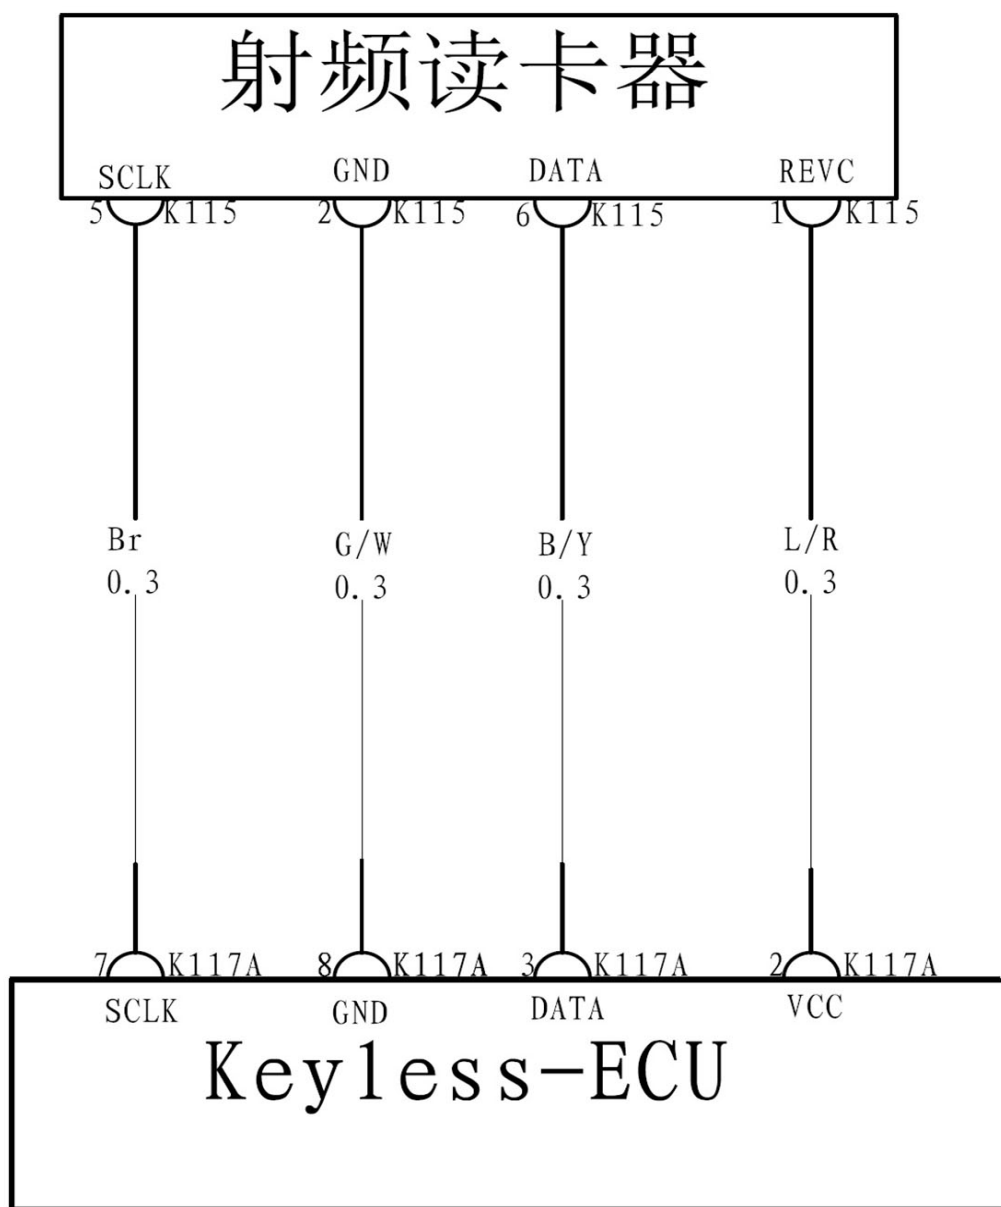 射频读卡器
SCLK GND DATA REVC
5 K115 2 K115 6 K115 1 K115
Br G/W B/Y L/R
0.3 0.3 0.3 0.3
7 K117A 8 K117A 3 K117A 2 K117A
SCLK GND DATA VCC
Keyless-ECU